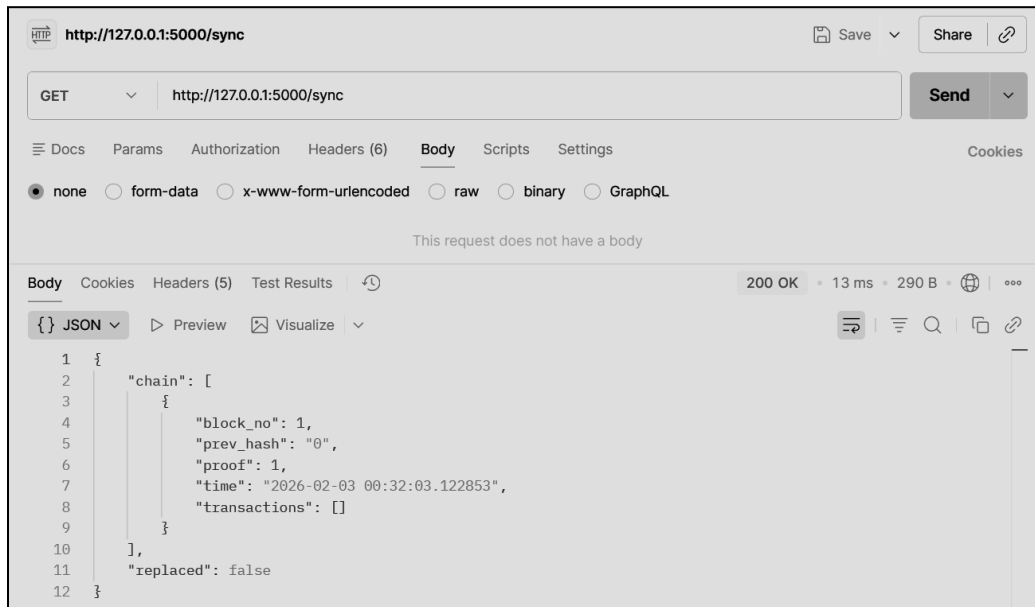 HTTP http://127.0.0.1:5000/sync Save Share
GET http://127.0.0.1:5000/sync Send
Docs Params Authorization Headers (6) Body Scripts Settings Cookies
none form-data x-www-form-urlencoded raw binary GraphQL
This request does not have a body
Body Cookies Headers (5) Test Results 200 OK • 13 ms • 290 B •
{} JSON Preview Visualize
1 {
2 "chain": [
3 {
4 "block_no": 1,
5 "prev_hash": "0",
6 "proof": 1,
7 "time": "2026-02-03 00:32:03.122853",
8 "transactions": []
9 }
10 ],
11 "replaced": false
12 }